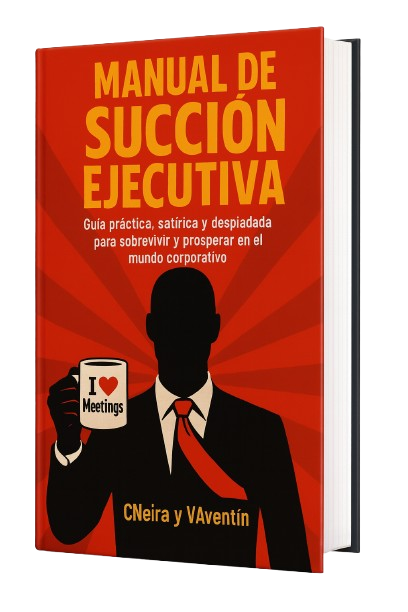 MANUAL DE
SUCCIÓN
EJECUTIVA
Guía práctica, satírica y despiadada
para sobrevivir y prosperar en el
mundo corporativo
I ♥
Meetings
CNeira y VAventín